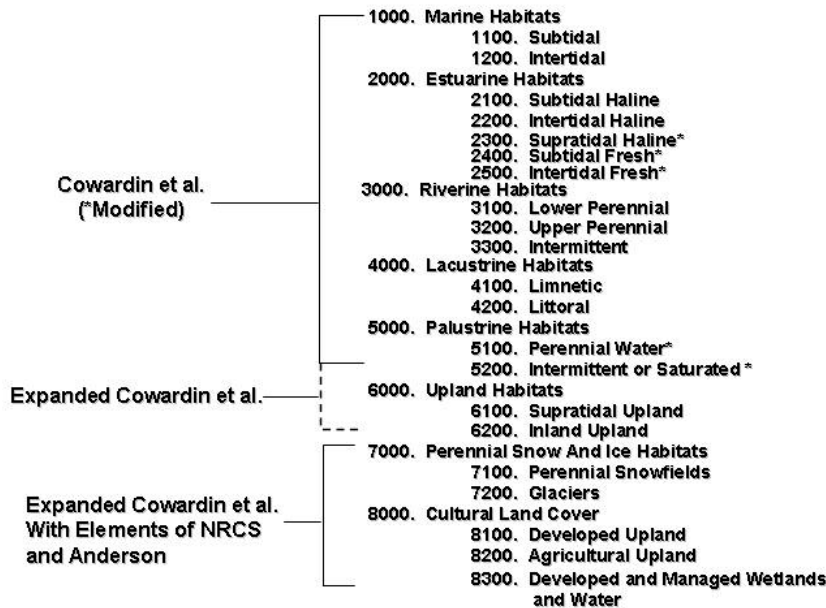 1000. Marine Habitats
1100. Subtidal
1200. Intertidal
2000. Estuarine Habitats
2100. Subtidal Haline
2200. Intertidal Haline
2300. Supratidal Haline*
2400. Subtidal Fresh*
2500. Intertidal Fresh*
Cowardin et al.
(*Modified)
3000. Riverine Habitats
3100. Lower Perennial
3200. Upper Perennial
3300. Intermittent
4000. Lacustrine Habitats
4100. Limnetic
4200. Littoral
5000. Palustrine Habitats
5100. Perennial Water*
5200. Intermittent or Saturated *
Expanded Cowardin et al.
6000. Upland Habitats
6100. Supratidal Upland
6200. Inland Upland
7000. Perennial Snow And Ice Habitats
7100. Perennial Snowfields
7200. Glaciers
Expanded Cowardin et al.
With Elements of NRCS
and Anderson
8000. Cultural Land Cover
8100. Developed Upland
8200. Agricultural Upland
8300. Developed and Managed Wetlands
and Water